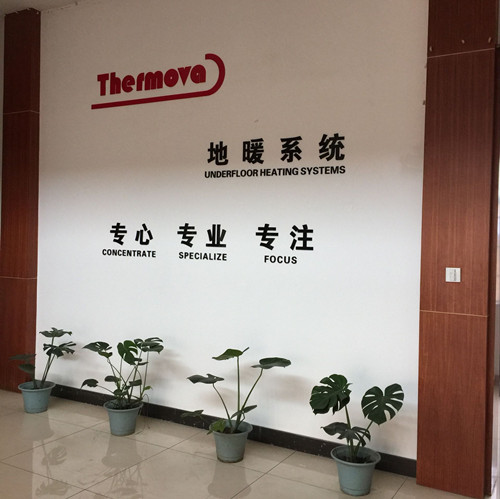 Thermova
地暖系统
UNDERFLOOR HEATING SYSTEMS
专心 专业 专注
CONCENTRATE SPECIALIZE FOCUS